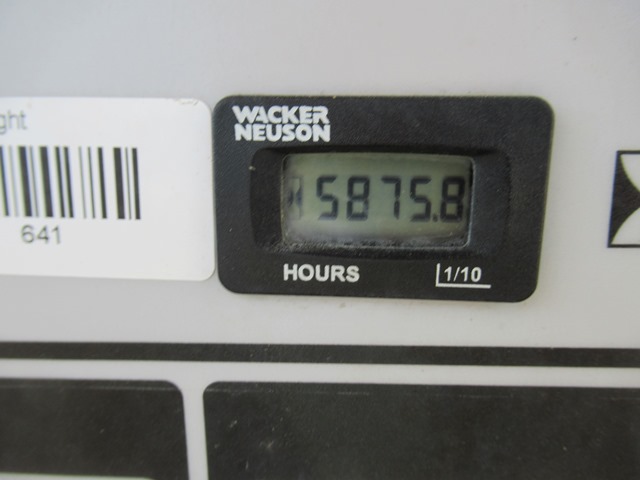 WACKER
NEUSON
5875.8
HOURS 1/10
ght
641